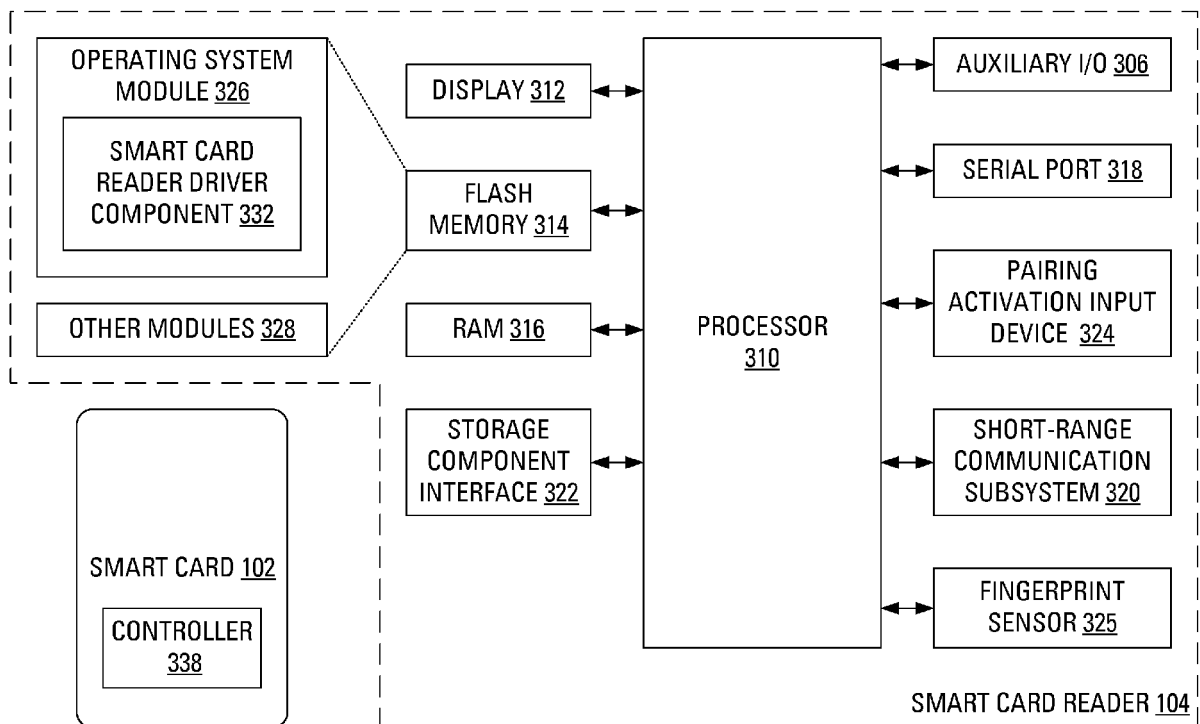 OPERATING SYSTEM
MODULE 326
SMART CARD
READER DRIVER
COMPONENT 332
OTHER MODULES 328
DISPLAY 312
FLASH
MEMORY 314
RAM 316
STORAGE
COMPONENT
INTERFACE 322
PROCESSOR
310
AUXILIARY I/O 306
SERIAL PORT 318
PAIRING
ACTIVATION INPUT
DEVICE 324
SHORT-RANGE
COMMUNICATION
SUBSYSTEM 320
FINGERPRINT
SENSOR 325
SMART CARD 102
CONTROLLER
338
SMART CARD READER 104